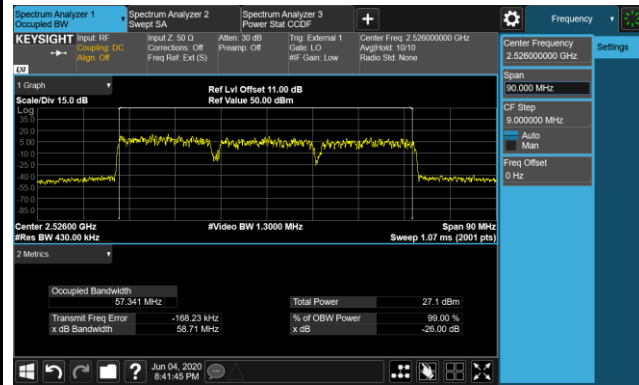 Spectrum Analyzer 1
Occupied BW
Spectrum Analyzer 2
Swept SA
Spectrum Analyzer 3
Power Stat CCDF
+
Frequency
KEYSIGHT
Input: RF
Coupling: DC
Align: Off
Input Z: 50 Ω
Corrections: Off
Freq Ref: Ext (S)
Atten: 30 dB
Preamp: Off
Trig: External 1
Gate: LO
#IF Gain: Low
Center Freq: 2.526000000 GHz
Avg|Hold: 10/10
Radio Std: None
LXI
Center Frequency
2.526000000 GHz
Settings
Span
90.000 MHz
CF Step
9.000000 MHz
Auto
Man
Freq Offset
0 Hz
1 Graph
Scale/Div 15.0 dB
Ref Lvl Offset 11.00 dB
Ref Value 50.00 dBm
Log
35.0
20.0
5.00
-10.0
-25.0
-40.0
-55.0
-70.0
-85.0
Center 2.52600 GHz
#Res BW 430.00 kHz
#Video BW 1.3000 MHz
Span 90 MHz
Sweep 1.07 ms (2001 pts)
2 Metrics
Occupied Bandwidth
57.341 MHz
Total Power 27.1 dBm
Transmit Freq Error -168.23 kHz
% of OBW Power 99.00 %
x dB Bandwidth 58.71 MHz
x dB -26.00 dB
?
Jun 04, 2020
8:41:45 PM